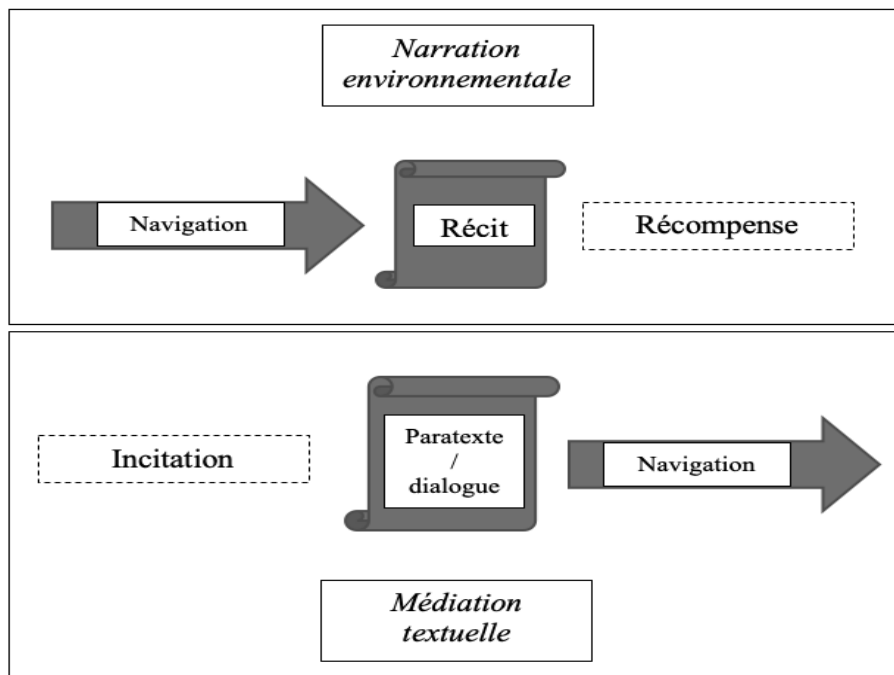 Narration
environnementale
Navigation
Récit
Récompense
Incitation
Paratexte
/
dialogue
Navigation
Médiation
textuelle